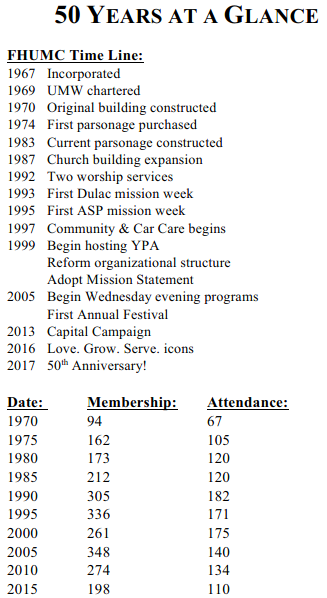 50 YEARS AT A GLANCE
FHUMC Time Line:
1967 Incorporated
1969 UMW chartered
1970 Original building constructed
1974 First parsonage purchased
1983 Current parsonage constructed
1987 Church building expansion
1992 Two worship services
1993 First Dulac mission week
1995 First ASP mission week
1997 Community & Car Care begins
1999 Begin hosting YPA
Reform organizational structure
Adopt Mission Statement
2005 Begin Wednesday evening programs
First Annual Festival
2013 Capital Campaign
2016 Love. Grow. Serve. icons
2017 50th Anniversary!
Date: Membership: Attendance:
1970 94 67
1975 162 105
1980 173 120
1985 212 120
1990 305 182
1995 336 171
2000 261 175
2005 348 140
2010 274 134
2015 198 110